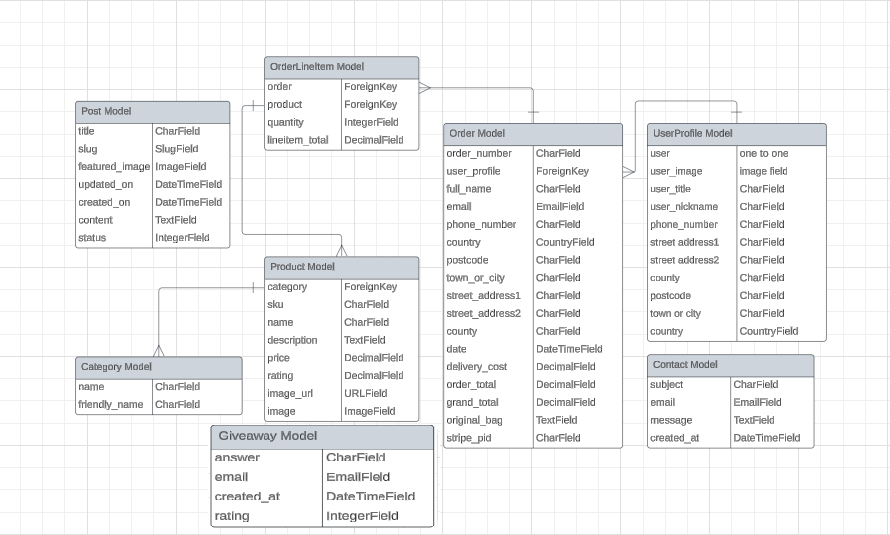 OrderLineItem Model
order ForeignKey
product ForeignKey
quantity IntegerField
lineitem_total DecimalField
Post Model
title CharField
slug SlugField
featured_image ImageField
updated_on DateTimeField
created_on DateTimeField
content TextField
status IntegerField
Order Model
order_number CharField
user_profile ForeignKey
full_name CharField
email EmailField
phone_number CharField
country CountryField
postcode CharField
town_or_city CharField
street_address1 CharField
street_address2 CharField
county CharField
date DateTimeField
delivery_cost DecimalField
order_total DecimalField
grand_total DecimalField
original_bag TextField
stripe_pid CharField
UserProfile Model
user one to one
user_image image field
user_title CharField
user_nickname CharField
phone_number CharField
street address1 CharField
street address2 CharField
county CharField
postcode CharField
town or city CharField
country CountryField
Product Model
category ForeignKey
sku CharField
name CharField
description TextField
price DecimalField
rating DecimalField
image_url URLField
image ImageField
Category Model
name CharField
friendly_name CharField
Contact Model
subject CharField
email EmailField
message TextField
created_at DateTimeField
Giveaway Model
answer CharField
email EmailField
created_at DateTimeField
rating IntegerField